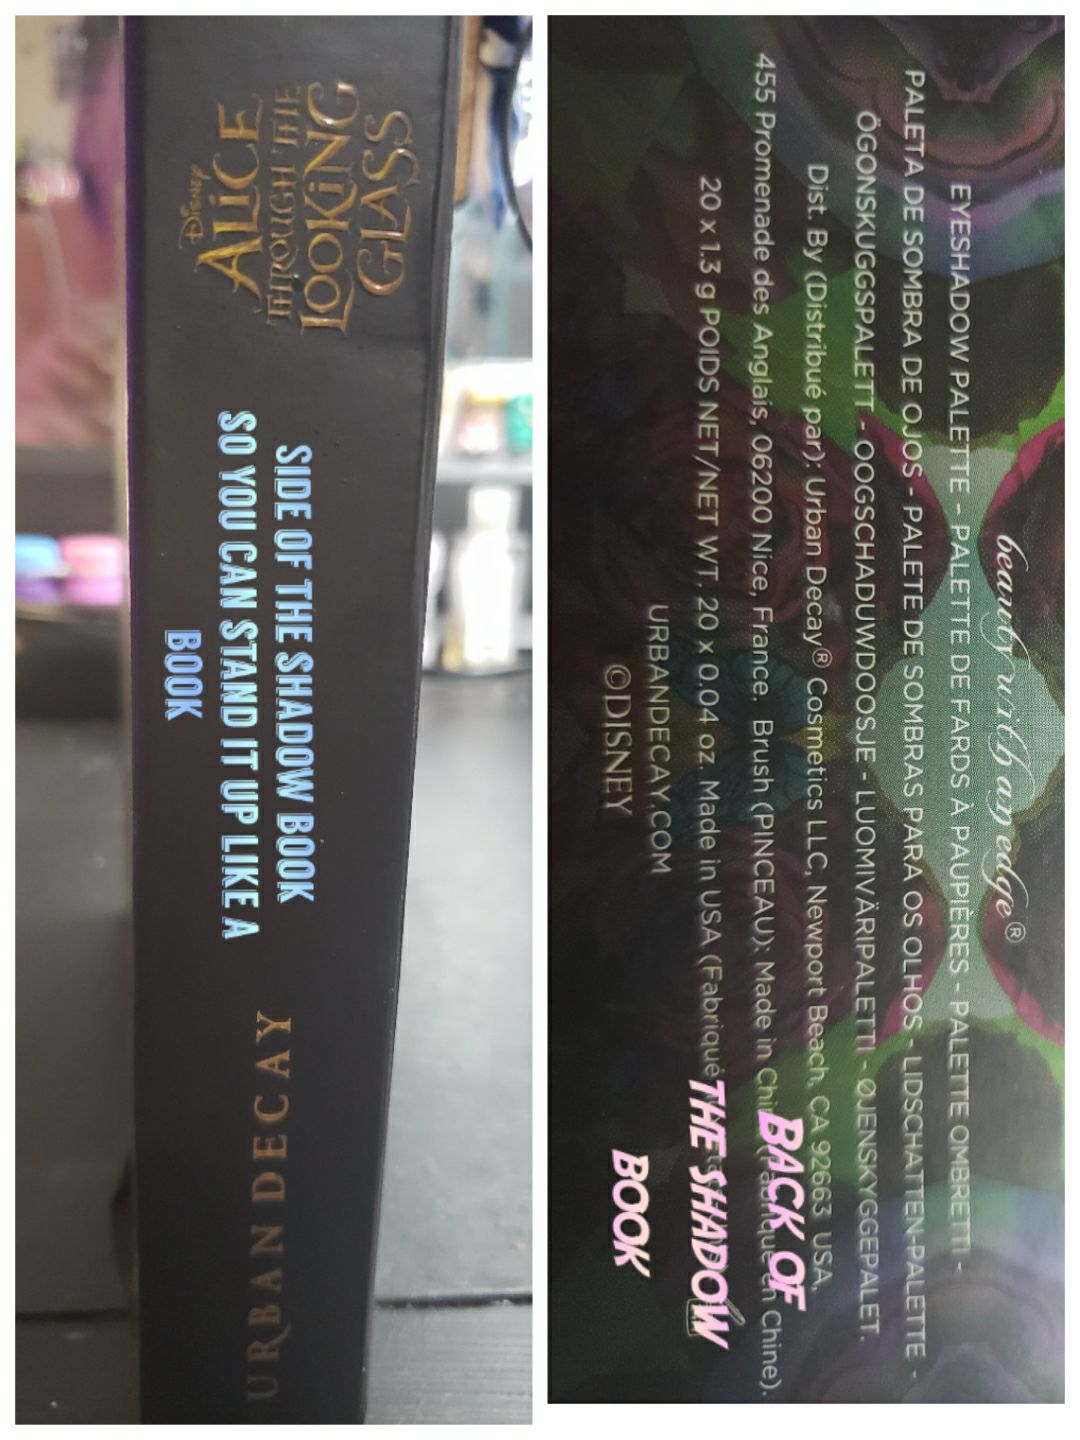 Disney
ALiCE
THROUGH THE
LOOKiNG
GLASS
SIDE OF THE SHADOW BOOK
SO YOU CAN STAND IT UP LIKE A
BOOK
URBAN DECAY
beauty with an edge®
EYESHADOW PALETTE - PALETTE DE FARDS À PAUPIÈRES - PALETTE OMBRETTI -
PALETA DE SOMBRA DE OJOS - PALETE DE SOMBRAS PARA OS OLHOS - LIDSCHATTEN-PALETTE -
ÖGONSKUGGSPALETT - OOGSCHADUWDOOSJE - LUOMIVÄRIPALETTI - ØJENSKYGGEPALET.
Dist. By (Distribué par): Urban Decay® Cosmetics LLC, Newport Beach, CA 92663 USA,
455 Promenade des Anglais, 06200 Nice, France. Brush (PINCEAU): Made in (Fabriqué en Chine).
20 x 1.3 g POIDS NET/NET WT. 20 x 0.04 oz. Made in USA (Fabriqué
URBANDECAY.COM
©DISNEY
BACK OF
THE SHADOW
BOOK